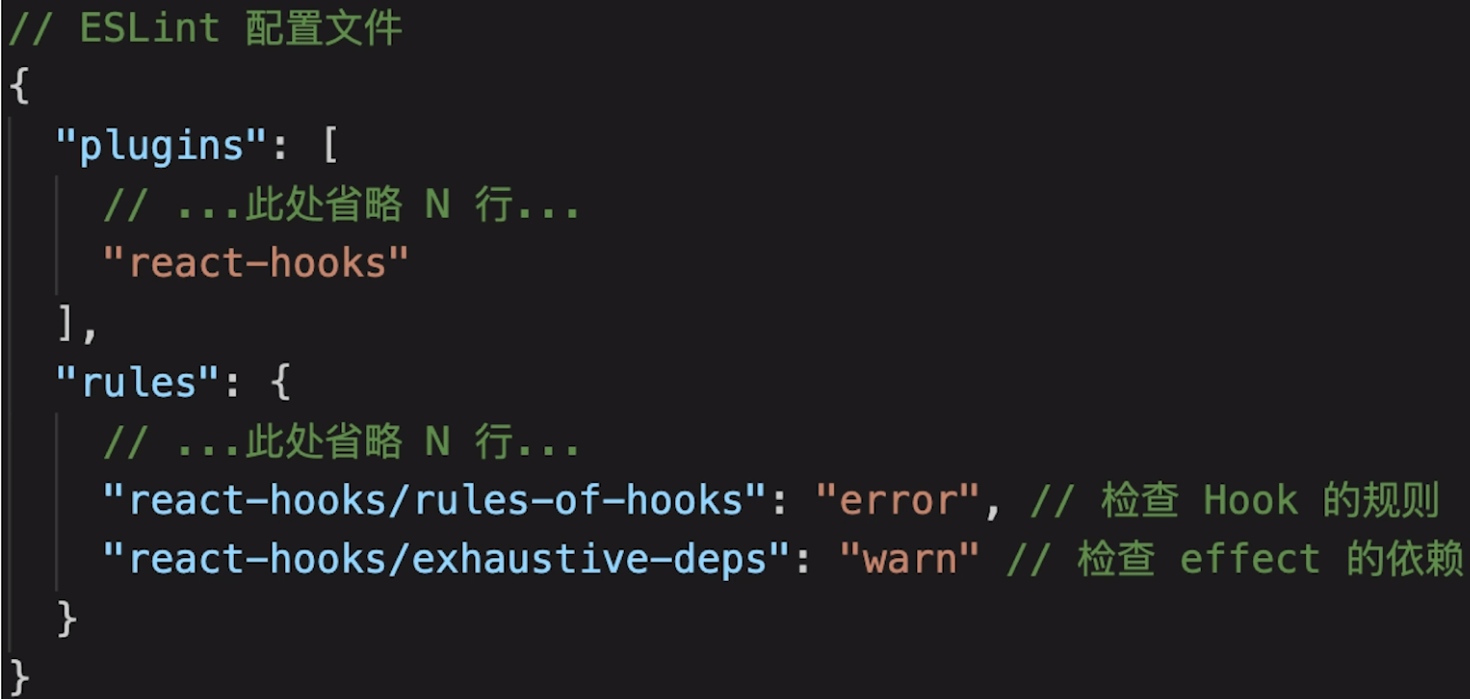 // ESLint 配置文件
{
  "plugins": [
    // ...此处省略 N 行...
    "react-hooks"
  ],
  "rules": {
    // ...此处省略 N 行...
    "react-hooks/rules-of-hooks": "error", // 检查 Hook 的规则
    "react-hooks/exhaustive-deps": "warn" // 检查 effect 的依赖
  }
}